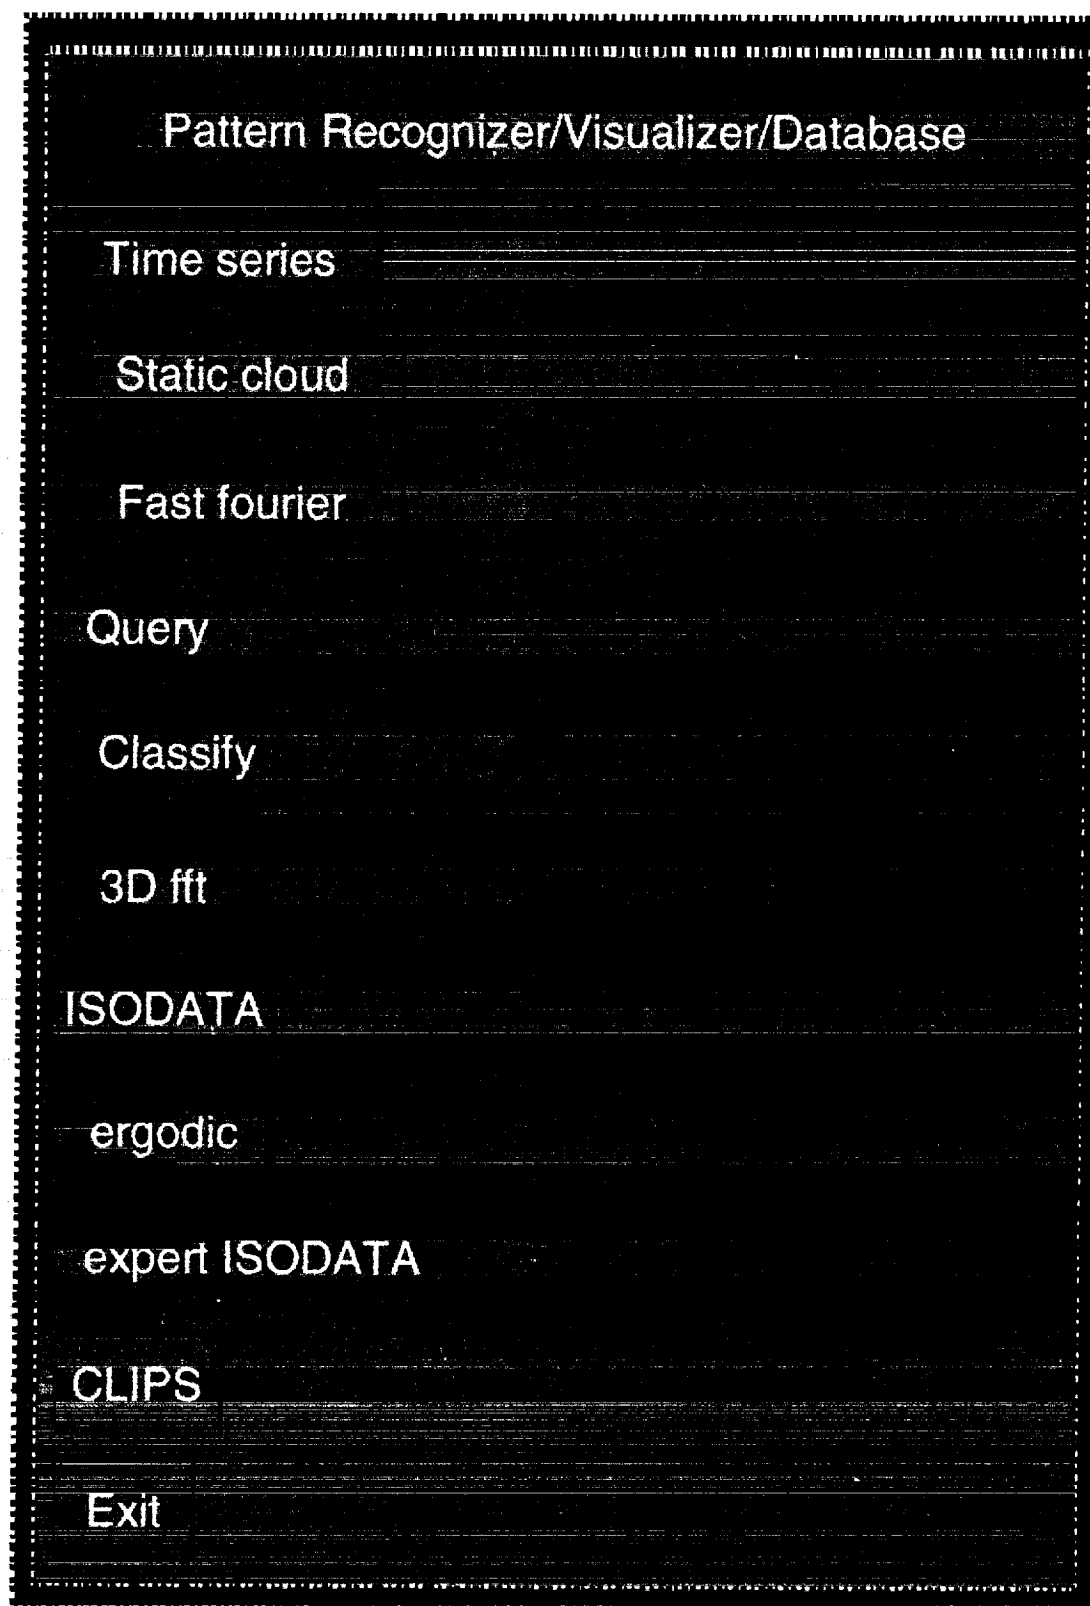 Pattern Recognizer/Visualizer/Database
Time series
Static cloud
Fast fourier
Query
Classify
3D fft
ISODATA
ergodic
expert ISODATA
CLIPS
Exit